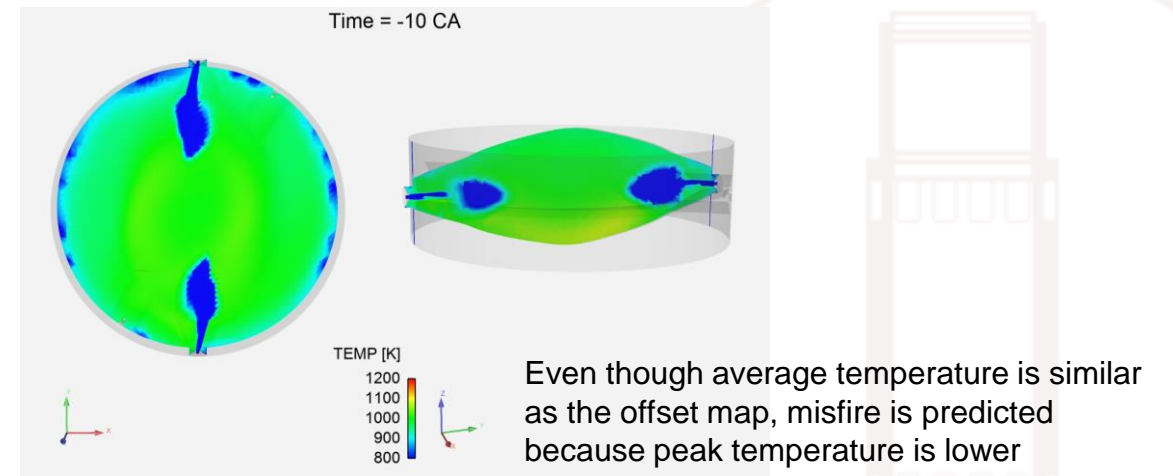 Time = -10 CA
TEMP [K]
1200
1100
1000
900
800
Even though average temperature is similar
as the offset map, misfire is predicted
because peak temperature is lower